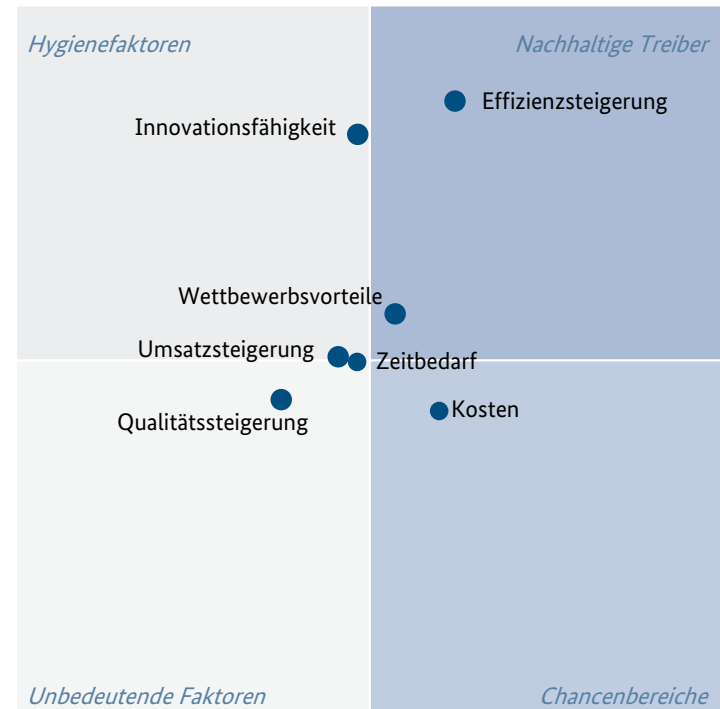 Hygienefaktoren
Nachhaltige Treiber
Effizienzsteigerung
Innovationsfähigkeit
Wettbewerbsvorteile
Umsatzsteigerung
Zeitbedarf
Qualitätssteigerung
Kosten
Unbedeutende Faktoren
Chancenbereiche